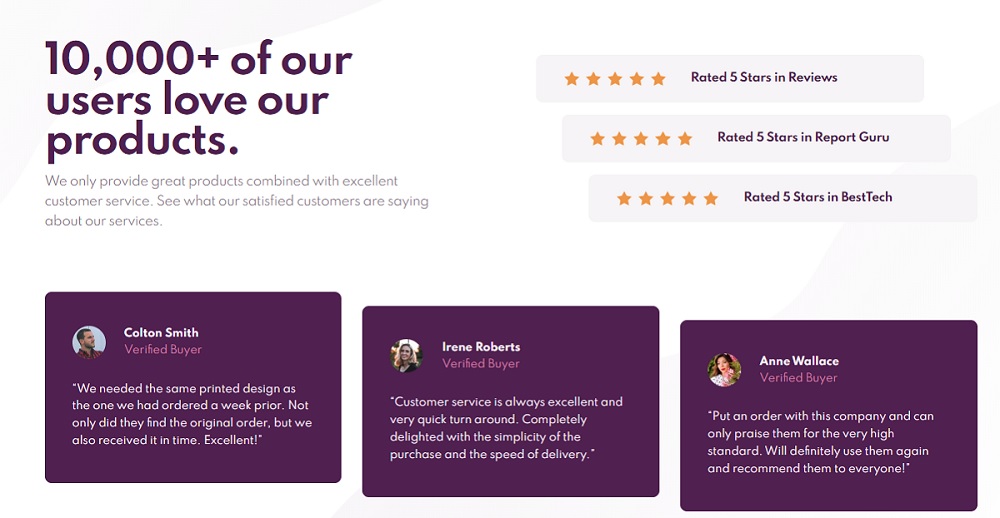 10,000+ of our
users love our
products.
We only provide great products combined with excellent
customer service. See what our satisfied customers are saying
about our services.
Rated 5 Stars in Reviews
Rated 5 Stars in Report Guru
Rated 5 Stars in BestTech
Colton Smith
Verified Buyer
“We needed the same printed design as
the one we had ordered a week prior. Not
only did they find the original order, but we
also received it in time. Excellent!”
Irene Roberts
Verified Buyer
“Customer service is always excellent and
very quick turn around. Completely
delighted with the simplicity of the
purchase and the speed of delivery.”
Anne Wallace
Verified Buyer
“Put an order with this company and can
only praise them for the very high
standard. Will definitely use them again
and recommend them to everyone!”